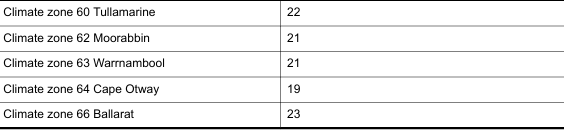 Climate zone 60 Tullamarine 22
Climate zone 62 Moorabbin 21
Climate zone 63 Warrnambool 21
Climate zone 64 Cape Otway 19
Climate zone 66 Ballarat 23